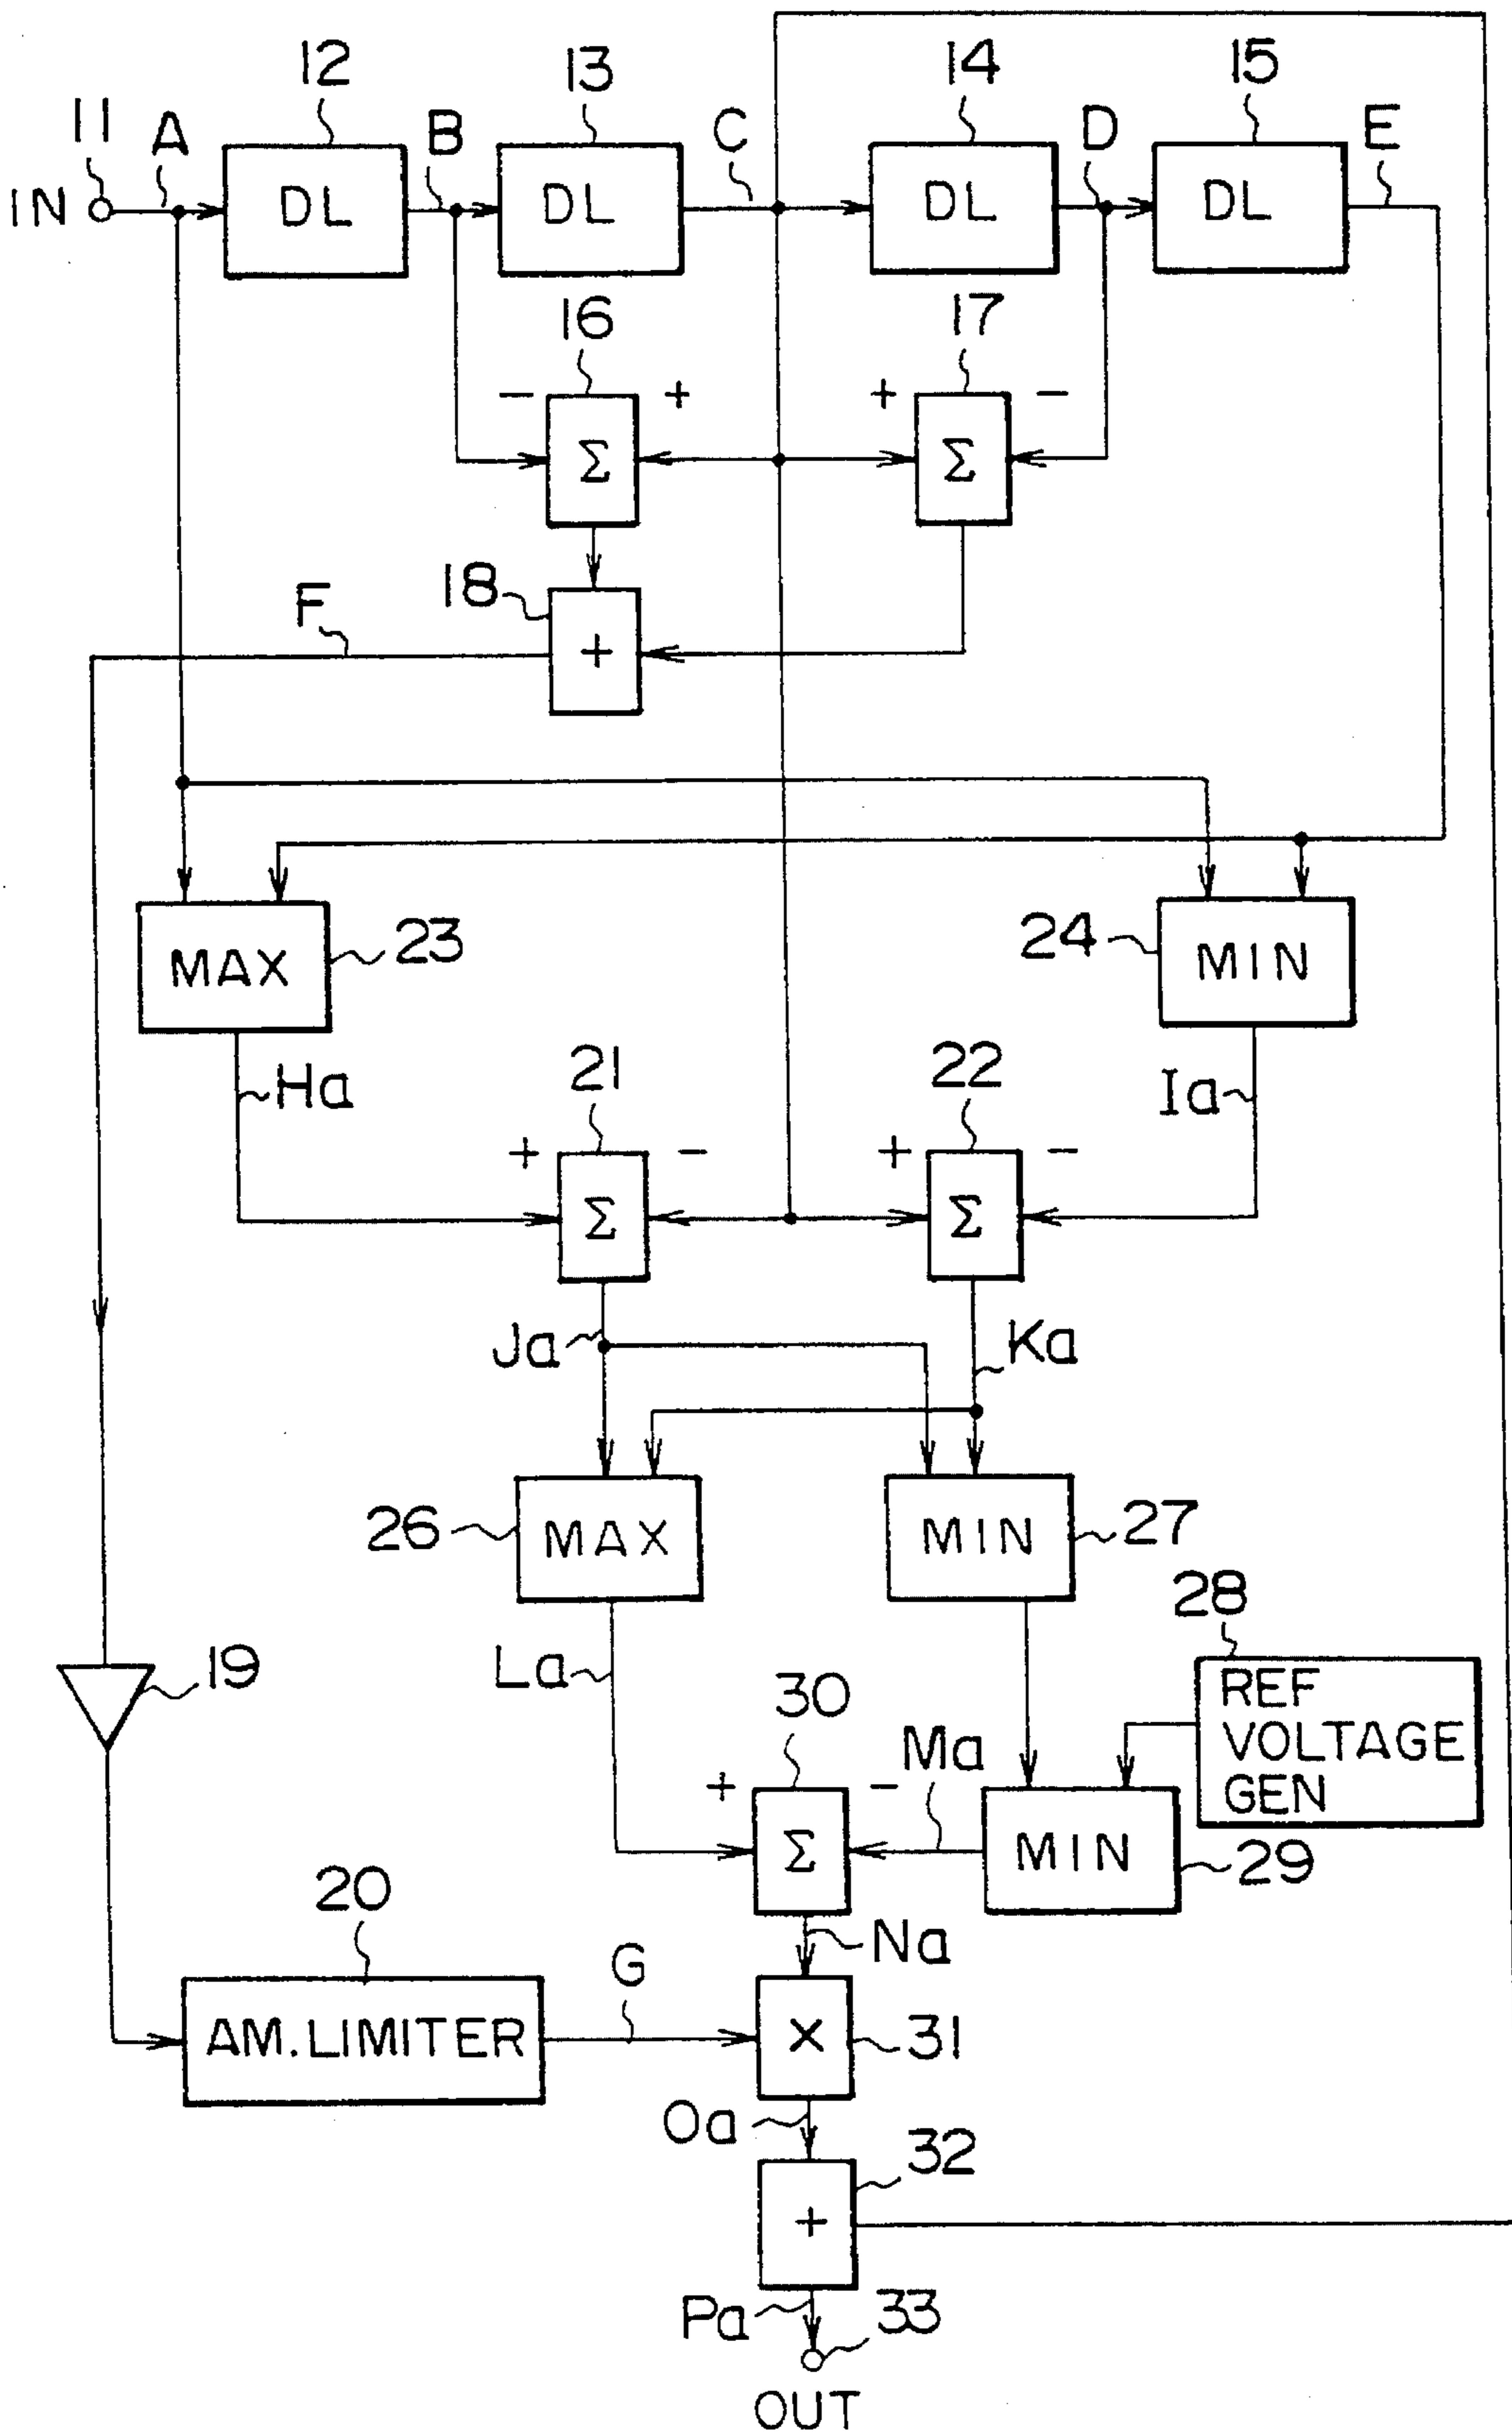 12
13
14
15
11
A
B
C
D
E
IN
DL
DL
DL
DL
16
17
−
+
+
−
Σ
Σ
18
F
+
23
24
MAX
MIN
Ha
21
22
Ia
+
−
+
−
Σ
Σ
Ja
Ka
26
MAX
MIN
27
28
19
La
30
REF
VOLTAGE
GEN
Ma
+
−
Σ
MIN
29
20
G
Na
AM. LIMITER
X
31
Oa
32
+
Pa
33
OUT